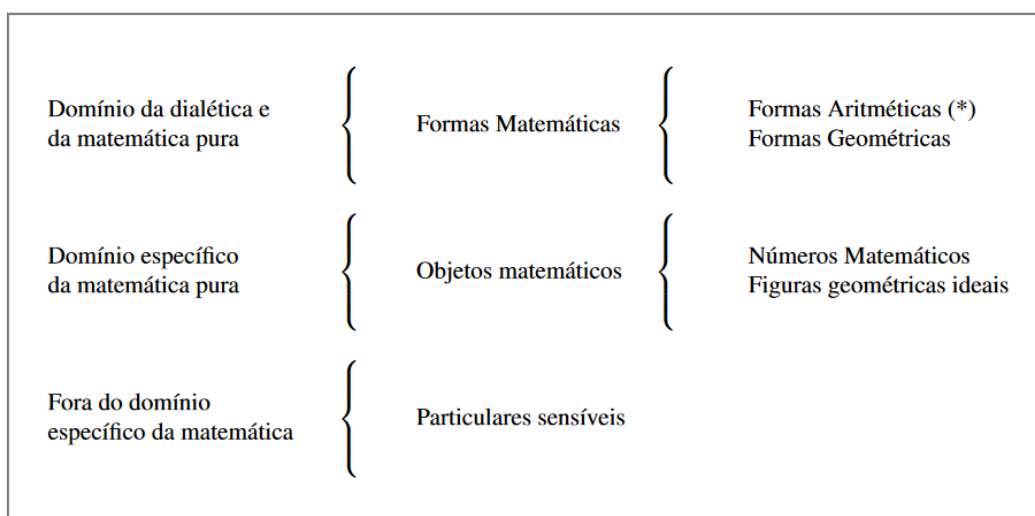 Domínio da dialética e
da matemática pura
Formas Matemáticas
Formas Aritméticas (*)
Formas Geométricas
Domínio específico
da matemática pura
Objetos matemáticos
Números Matemáticos
Figuras geométricas ideais
Fora do domínio
específico da matemática
Particulares sensíveis